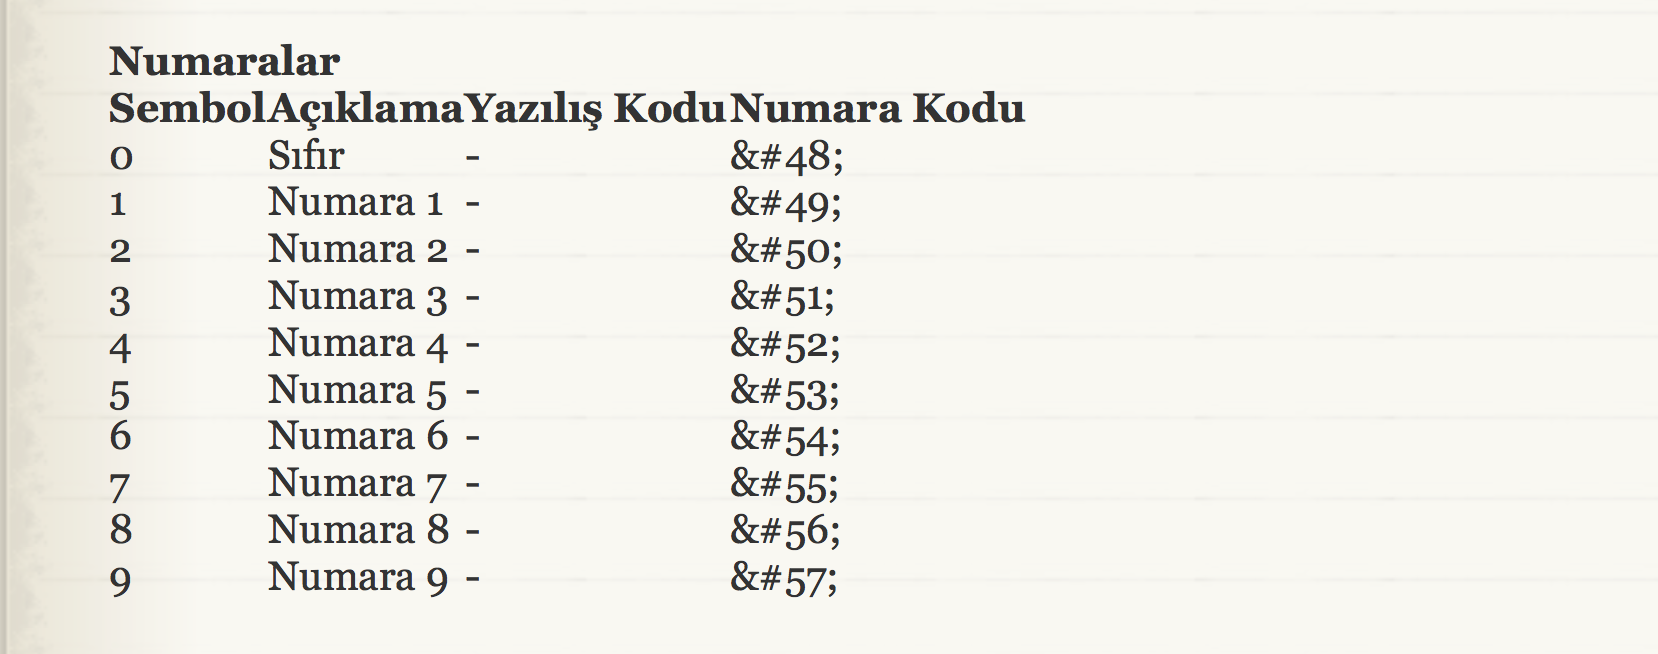 Numaralar
Sembol Açıklama Yazılış Kodu Numara Kodu
0 Sıfır - &#48;
1 Numara 1 - &#49;
2 Numara 2 - &#50;
3 Numara 3 - &#51;
4 Numara 4 - &#52;
5 Numara 5 - &#53;
6 Numara 6 - &#54;
7 Numara 7 - &#55;
8 Numara 8 - &#56;
9 Numara 9 - &#57;